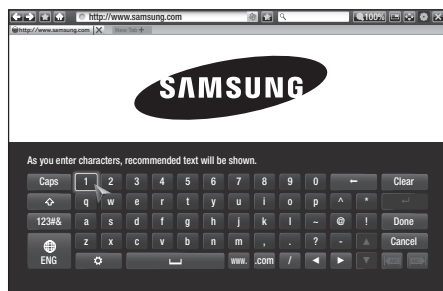 http://www.samsung.com 100%
http://www.samsung.com New Tab
SAMSUNG
As you enter characters, recommended text will be shown.
Caps 1 2 3 4 5 6 7 8 9 0 Clear
q w e r t y u i o p ^ *
123#& a s d f g h j k l ~ @ ! Done
ENG z x c v b n m , . ? - Cancel
www. .com /